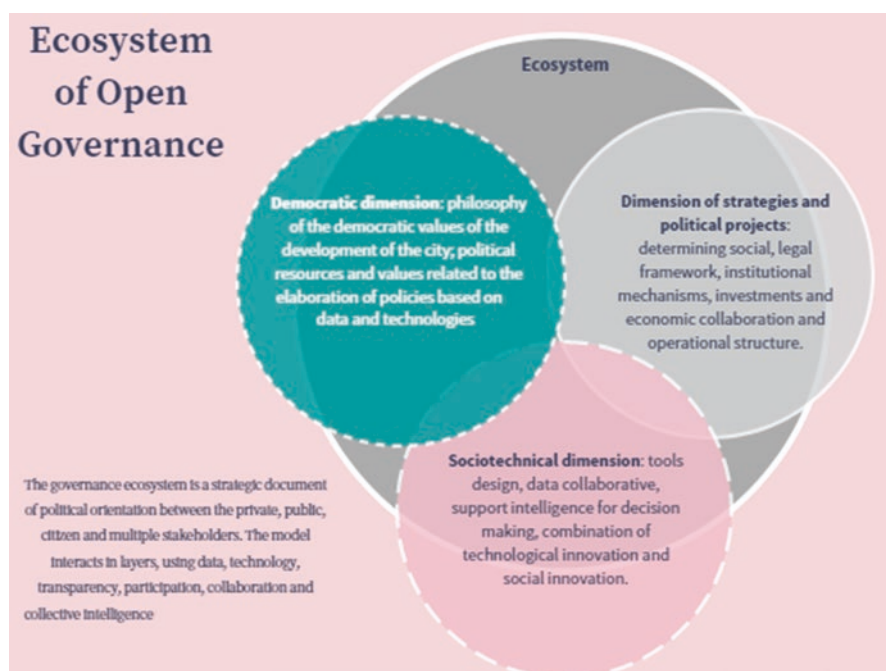 Ecosystem
of Open
Governance
Ecosystem
Democratic dimension: philosophy
of the democratic values of the
development of the city; political
resources and values related to the
elaboration of policies based on
data and technologies
Dimension of strategies and
political projects:
determining social, legal
framework, institutional
mechanisms, investments and
economic collaboration and
operational structure.
Sociotechnical dimension: tools
design, data collaborative,
support intelligence for decision
making, combination of
technological innovation and
social innovation.
The governance ecosystem is a strategic document
of political orientation between the private, public,
citizen and multiple stakeholders. The model
interacts in layers, using data, technology,
transparency, participation, collaboration and
collective intelligence